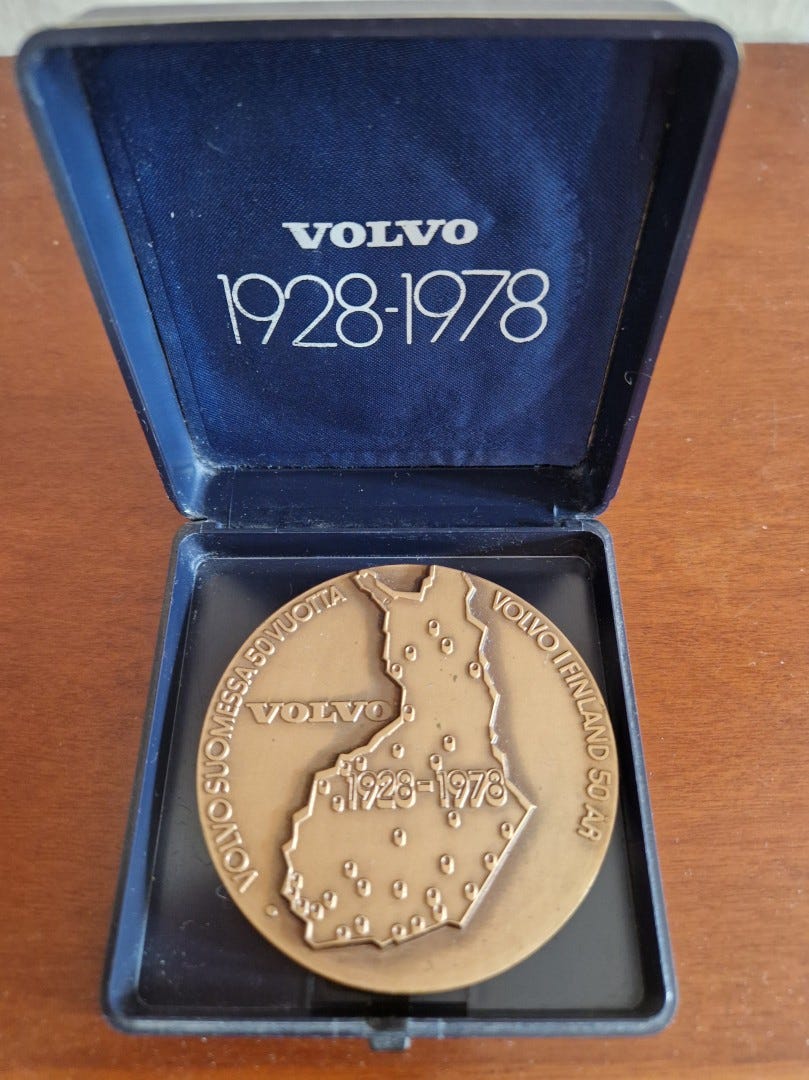 VOLVO
1928-1978
VOLVO SUOMESSA 50 VUOTTA
VOLVO I FINLAND 50 ÅR
VOLVO
1928-1978